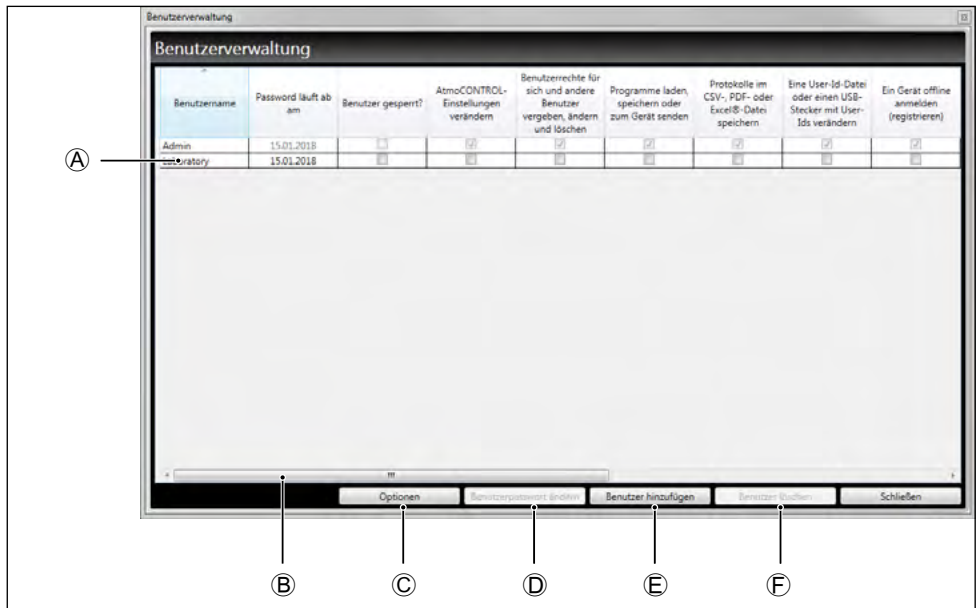 Benutzerverwaltung
Benutzerverwaltung
Benutzername
Password läuft ab
am
Benutzer gesperrt?
AtmoCONTROL-
Einstellungen
verändern
Benutzerrechte für
sich und andere
Benutzer
vergeben, ändern
und löschen
Programme laden,
speichern oder
zum Gerät senden
Protokolle im
CSV-, PDF- oder
Excel®-Datei
speichern
Eine User-Id-Datei
oder einen USB-
Stecker mit User-
Ids verändern
Ein Gerät offline
anmelden
(registrieren)
Admin 15.01.2018
Laboratory 15.01.2018
A
Optionen Benutzerpasswort ändern Benutzer hinzufügen Benutzer löschen Schließen
B C D E F